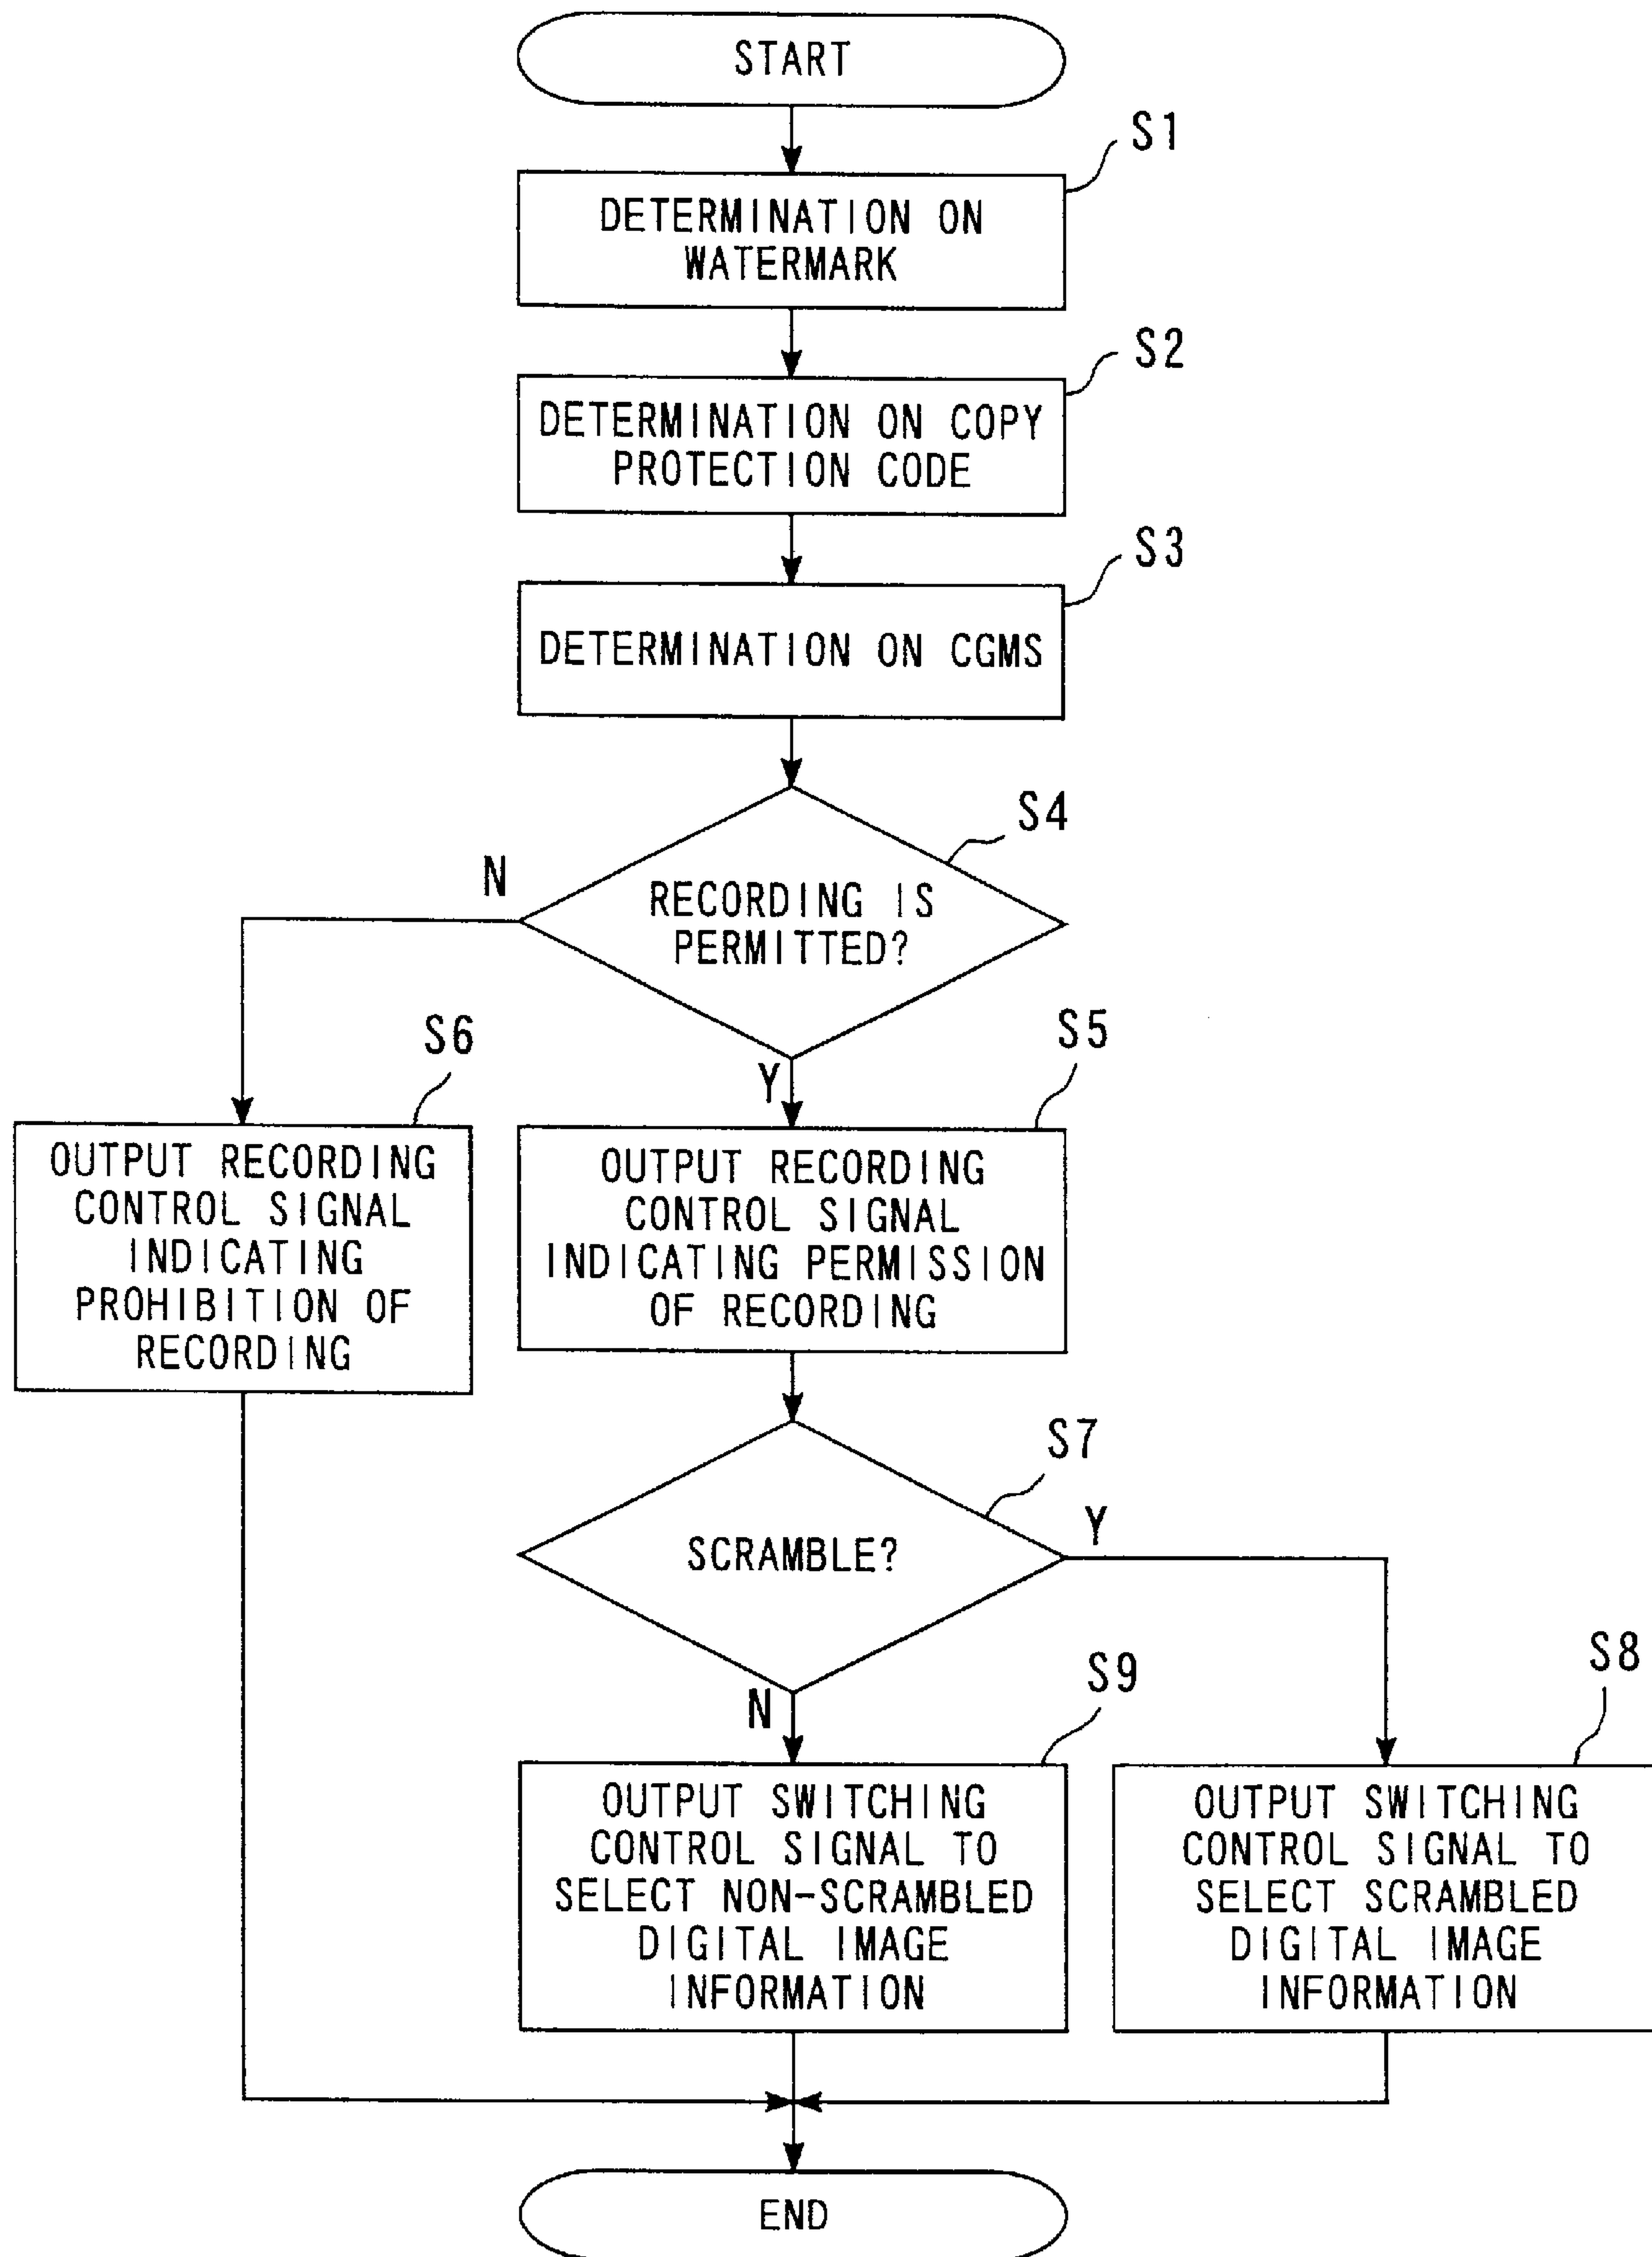 START
S1
DETERMINATION ON
WATERMARK
S2
DETERMINATION ON COPY
PROTECTION CODE
S3
DETERMINATION ON CGMS
S4
N
RECORDING IS
PERMITTED?
Y
S6
OUTPUT RECORDING
CONTROL SIGNAL
INDICATING
PROHIBITION OF
RECORDING
S5
OUTPUT RECORDING
CONTROL SIGNAL
INDICATING PERMISSION
OF RECORDING
S7
SCRAMBLE?
Y
N
S9
OUTPUT SWITCHING
CONTROL SIGNAL TO
SELECT NON-SCRAMBLED
DIGITAL IMAGE
INFORMATION
S8
OUTPUT SWITCHING
CONTROL SIGNAL TO
SELECT SCRAMBLED
DIGITAL IMAGE
INFORMATION
END